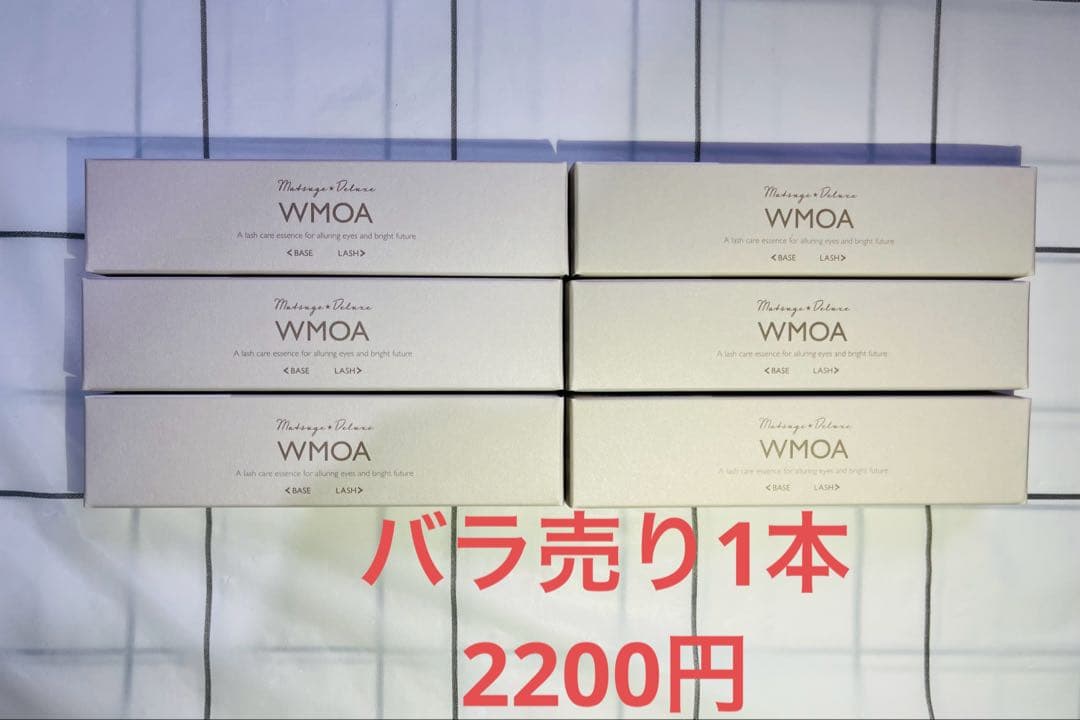 Matsuge★Deluxe
WMOA
A lash care essence for alluring eyes and bright future
<BASE LASH>
Matsuge★Deluxe
WMOA
A lash care essence for alluring eyes and bright future
<BASE LASH>
Matsuge★Deluxe
WMOA
A lash care essence for alluring eyes and bright future
<BASE LASH>
Matsuge★Deluxe
WMOA
A lash care essence for alluring eyes and bright future
<BASE LASH>
Matsuge★Deluxe
WMOA
A lash care essence for alluring eyes and bright future
<BASE LASH>
Matsuge★Deluxe
WMOA
A lash care essence for alluring eyes and bright future
<BASE LASH>
バラ売り1本
2200円